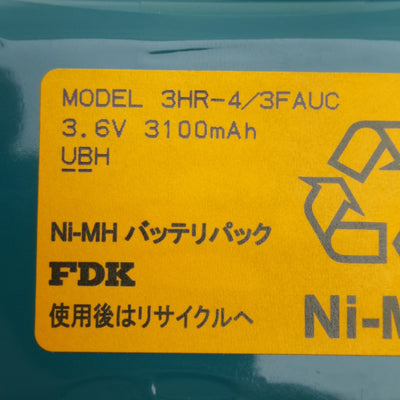 MODEL 3HR-4/3FAUC
3.6V 3100mAh
UBH
Ni-MH バッテリパック
FDK
使用後はリサイクルへ
Ni-M